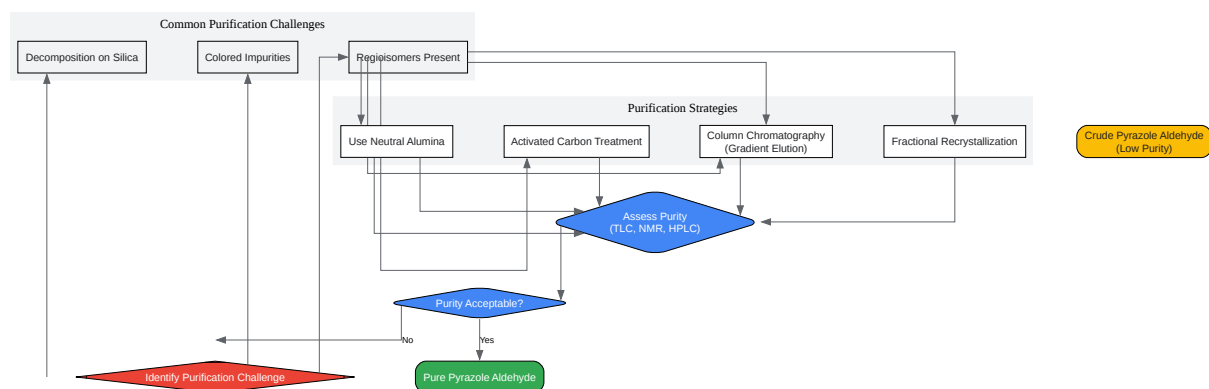 Common Purification Challenges
Decomposition on Silica
Colored Impurities
Regioisomers Present
Purification Strategies
Use Neutral Alumina
Activated Carbon Treatment
Column Chromatography
(Gradient Elution)
Fractional Recrystallization
Crude Pyrazole Aldehyde
(Low Purity)
Assess Purity
(TLC, NMR, HPLC)
Purity Acceptable?
No
Yes
Identify Purification Challenge
Pure Pyrazole Aldehyde